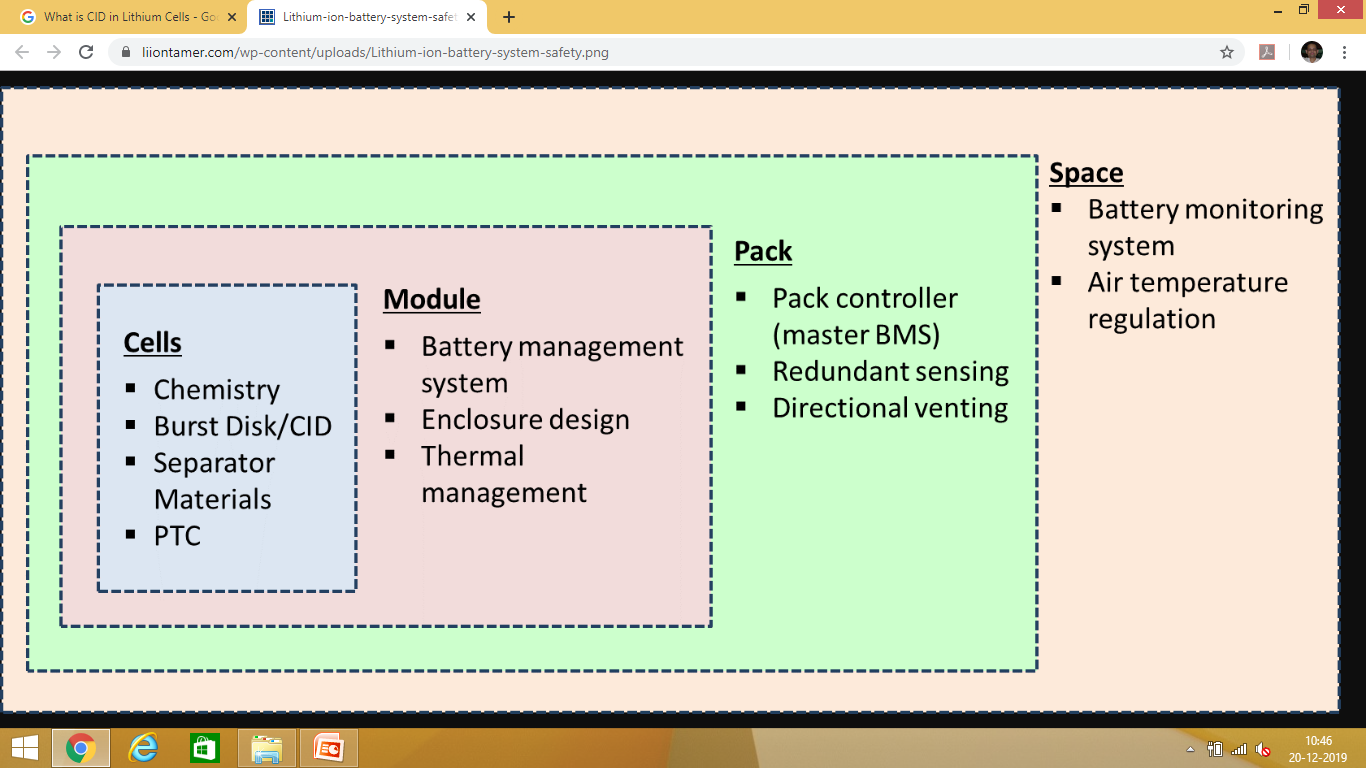 What is CID in Lithium Cells - Go
Lithium-ion-battery-system-safet
liiontamer.com/wp-content/uploads/Lithium-ion-battery-system-safety.png
Cells
▪ Chemistry
▪ Burst Disk/CID
▪ Separator
Materials
▪ PTC
Module
▪ Battery management
system
▪ Enclosure design
▪ Thermal
management
Pack
▪ Pack controller
(master BMS)
▪ Redundant sensing
▪ Directional venting
Space
▪ Battery monitoring
system
▪ Air temperature
regulation
10:46
20-12-2019